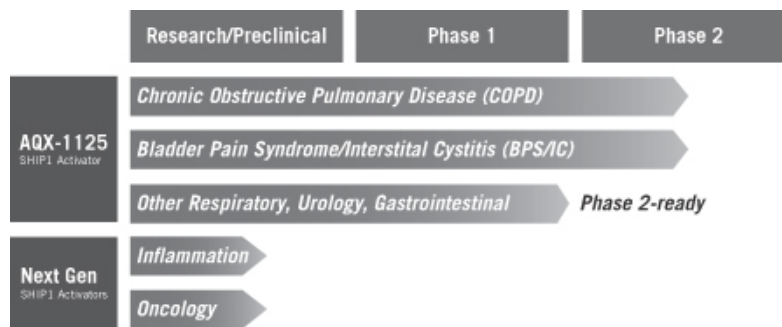 Research/Preclinical Phase 1 Phase 2
Chronic Obstructive Pulmonary Disease (COPD)
AQX-1125
SHIP1 Activator
Bladder Pain Syndrome/Interstital Cystitis (BPS/IC)
Other Respiratory, Urology, Gastrointestinal Phase 2-ready
Inflammation
Next Gen
SHIP1 Activators
Oncology